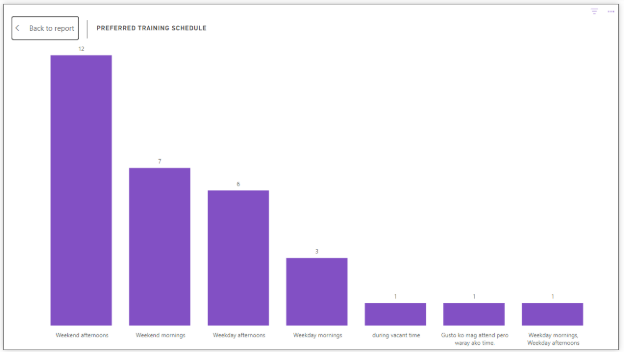 Back to report
PREFERRED TRAINING SCHEDULE
12
7
6
3
1
1
1
Weekend afternoons
Weekend mornings
Weekday afternoons
Weekday mornings
during vacant time
Gusto ko mag attend pero
waray ako time.
Weekday mornings,
Weekday afternoons